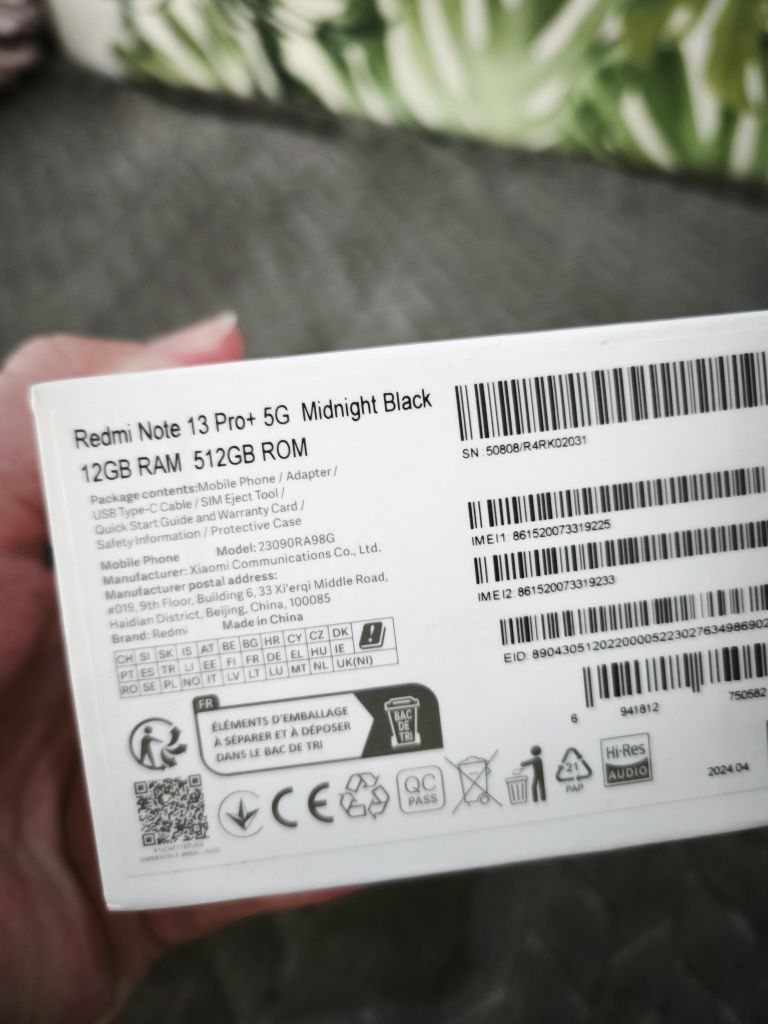 Redmi Note 13 Pro+ 5G Midnight Black
12GB RAM 512GB ROM
Package contents:Mobile Phone / Adapter /
USB Type-C Cable / SIM Eject Tool /
Quick Start Guide and Warranty Card /
Safety Information / Protective Case
Mobile Phone Model: 23090RA98G
Manufacturer: Xiaomi Communications Co., Ltd.
Manufacturer postal address:
#019, 9th Floor, Building 6, 33 Xi'erqi Middle Road,
Haidian District, Beijing, China, 100085
Brand: Redmi Made in China
CH SI SK IS AT BE BG HR CY CZ DK
PT ES TR LI EE FI FR DE EL HU IE
RO SE PL NO IT LV LT LU MT NL UK(NI)
FR
ÉLÉMENTS D'EMBALLAGE
À SÉPARER ET À DÉPOSER
DANS LE BAC DE TRI
BAC
DE
TRI
ETICHETTATURA
AMBIENTALE IMBALLAGGI
CE
QC
PASS
21
PAP
Hi-Res
AUDIO
SN: 50808/R4RK02031
IMEI1: 861520073319225
IMEI2: 861520073319233
EID: 89043051202200005223027634986902
6 941812 750582
2024.04